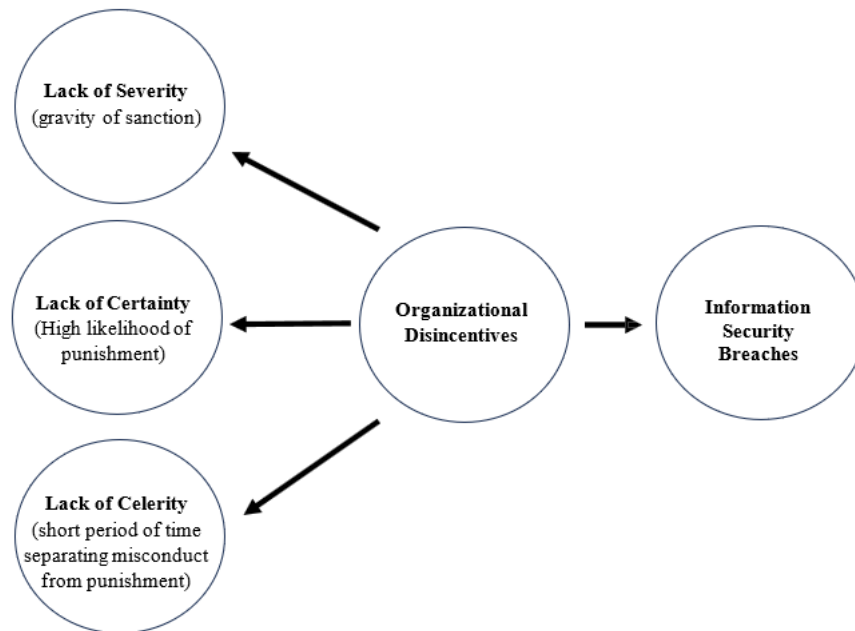 Lack of Severity
(gravity of sanction)
Lack of Certainty
(High likelihood of
punishment)
Lack of Celerity
(short period of time
separating misconduct
from punishment)
Organizational
Disincentives
Information
Security
Breaches